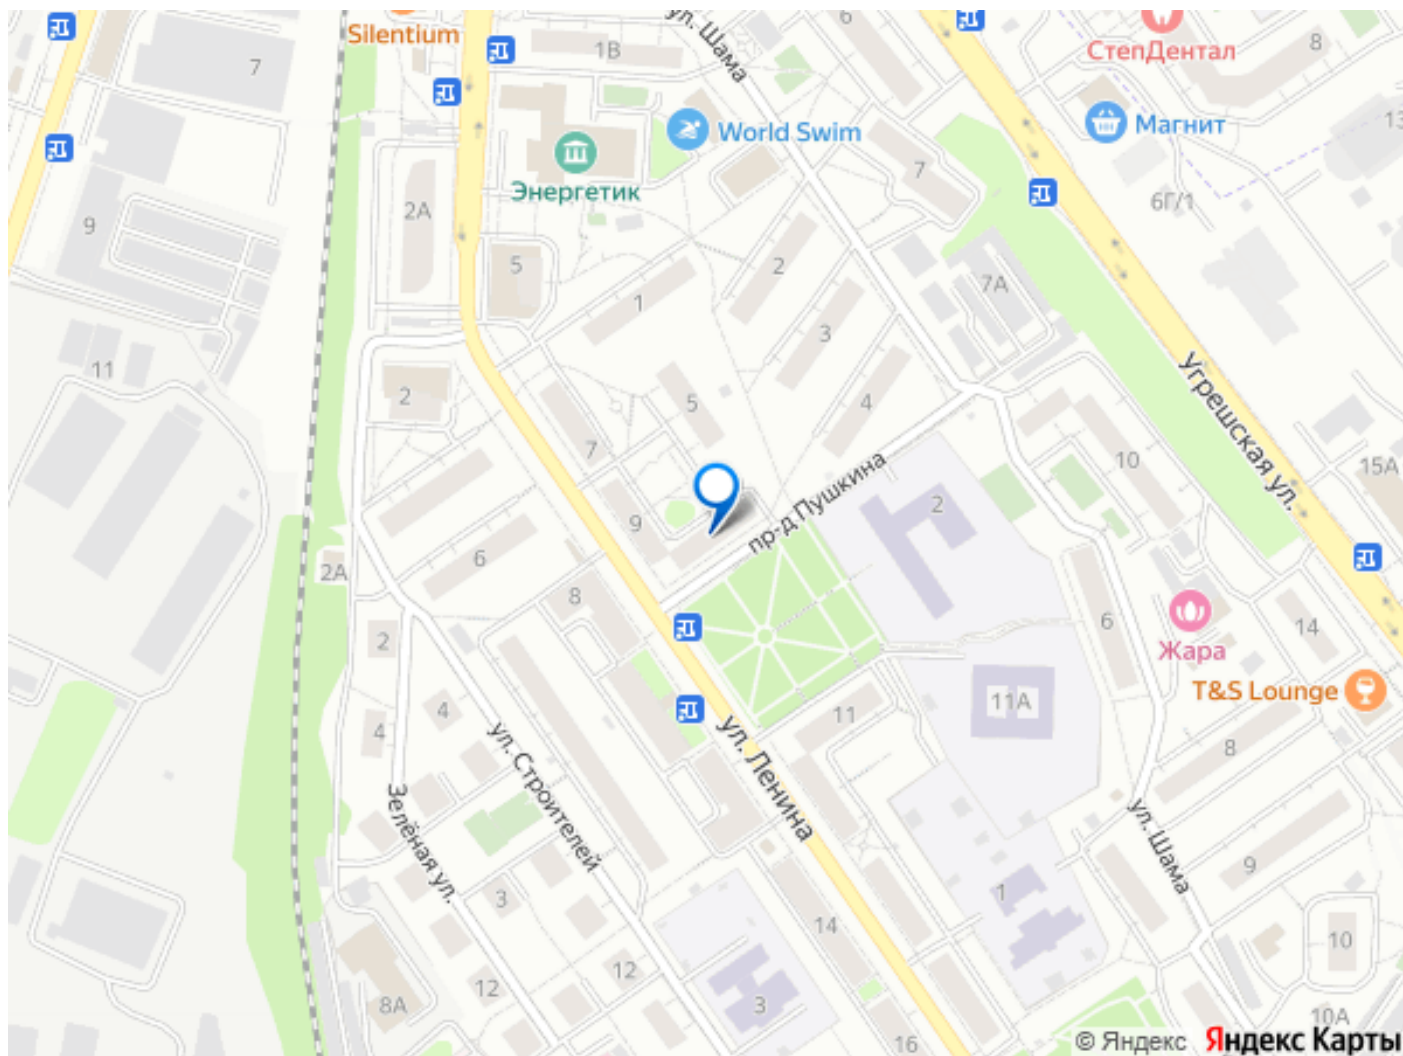 Silentium
1В
ул. Шама
6
СтепДентал
8
7
World Swim
Магнит
13
Энергетик
7
2А
6Г/1
9
5
2
7А
1
3
11
Угрешская ул.
2
5
4
7
10
15А
пр-д Пушкина
2
9
6
2А
8
6
14
2
Жара
T&S Lounge
11А
4
11
4
8
ул. Строителей
ул. Ленина
Зелёная ул.
ул. Шама
9
3
1
14
10
12
12
3
8А
10А
16
© Яндекс Яндекс Карты